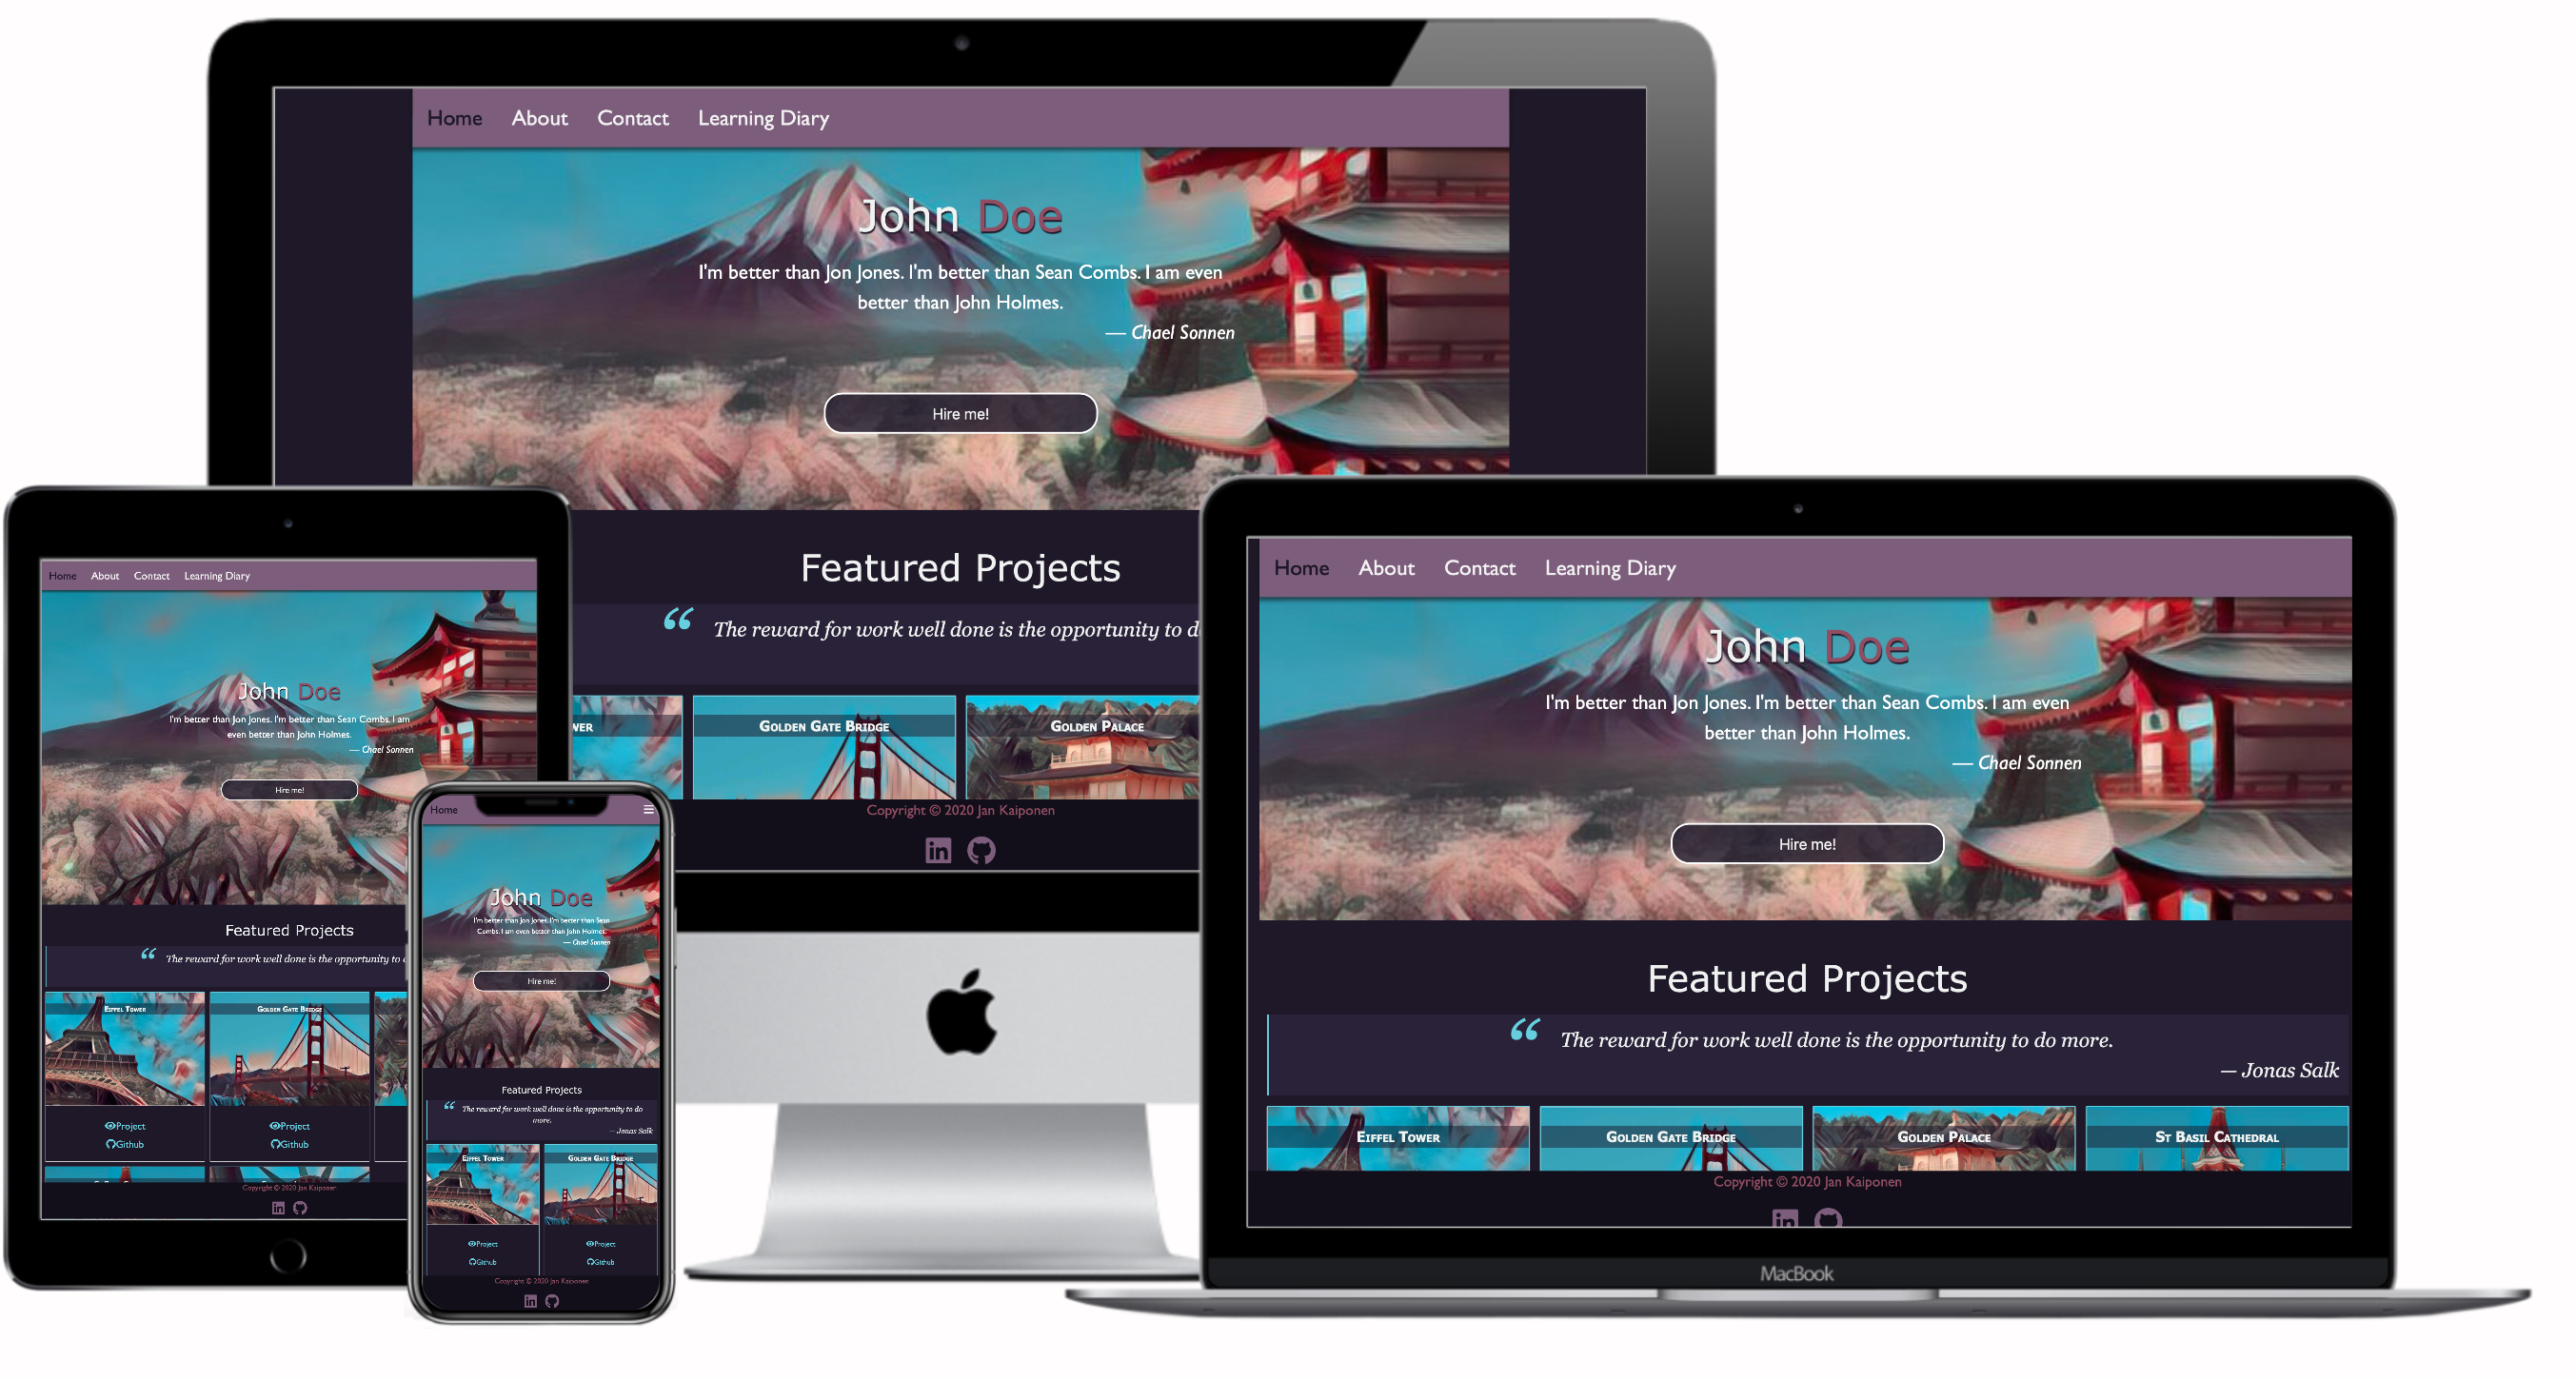 Home About Contact Learning Diary
John Doe
I'm better than Jon Jones. I'm better than Sean Combs. I am even
better than John Holmes.
— Chael Sonnen
Hire me!
Featured Projects
“ The reward for work well done is the opportunity to d
WER
GOLDEN GATE BRIDGE
GOLDEN PALACE
Copyright © 2020 Jan Kaiponen
in
Home About Contact Learning Diary
John Doe
I'm better than Jon Jones. I'm better than Sean Combs. I am
even better than John Holmes.
— Chael Sonnen
Hire me!
Featured Projects
“ The reward for work well done is the opportunity to
EIFFEL TOWER
GOLDEN GATE BRIDGE
Project
Github
Project
Github
Copyright © 2020 Jan Kaiponen
in
Home
John Doe
I'm better than Jon Jones. I'm better than Sean
Combs. I am even better than John Holmes.
— Chael Sonnen
Hire me!
Featured Projects
“ The reward for work well done is the opportunity to do
more.
— Jonas Salk
EIFFEL TOWER
GOLDEN GATE BRIDGE
Project
Github
Project
Github
Copyright © 2020 Jan Kaiponen
in
Home About Contact Learning Diary
John Doe
I'm better than Jon Jones. I'm better than Sean Combs. I am even
better than John Holmes.
— Chael Sonnen
Hire me!
Featured Projects
“ The reward for work well done is the opportunity to do more.
— Jonas Salk
EIFFEL TOWER
GOLDEN GATE BRIDGE
GOLDEN PALACE
ST BASIL CATHEDRAL
Copyright © 2020 Jan Kaiponen
in
MacBook